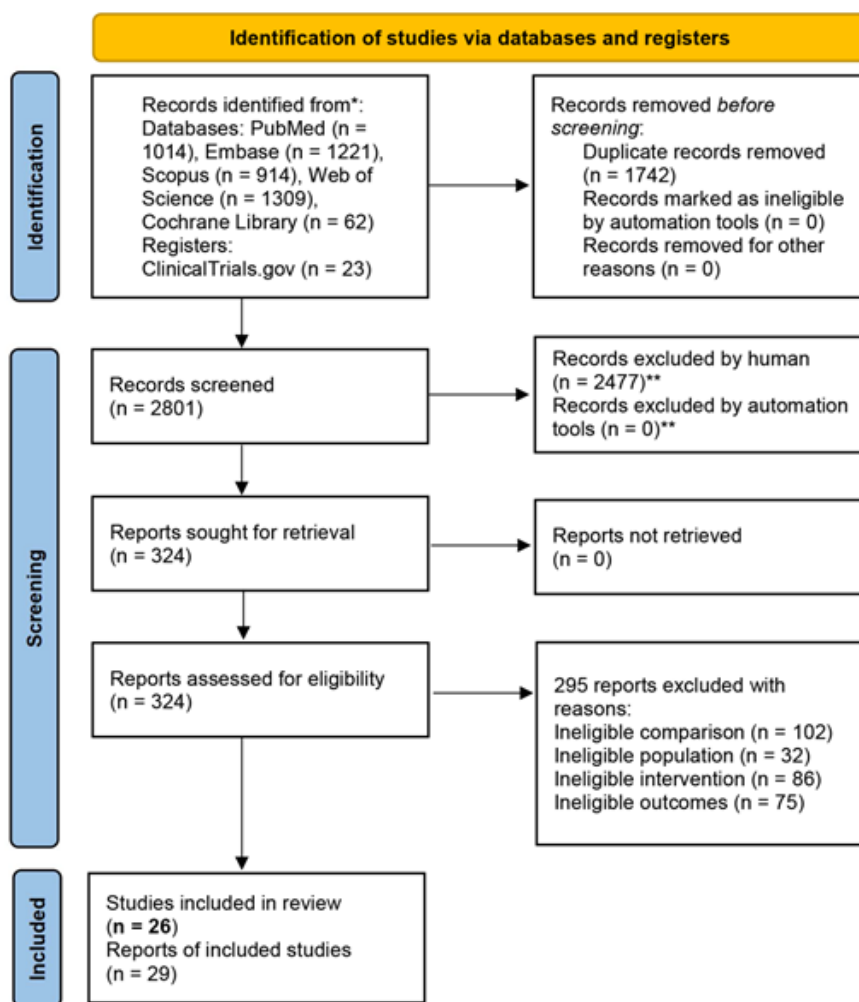 Identification of studies via databases and registers
Identification
Records identified from*:
Databases: PubMed (n =
1014), Embase (n = 1221),
Scopus (n = 914), Web of
Science (n = 1309),
Cochrane Library (n = 62)
Registers:
ClinicalTrials.gov (n = 23)
Records removed before
screening:
Duplicate records removed
(n = 1742)
Records marked as ineligible
by automation tools (n = 0)
Records removed for other
reasons (n = 0)
Screening
Records screened
(n = 2801)
Records excluded by human
(n = 2477)**
Records excluded by automation
tools (n = 0)**
Reports sought for retrieval
(n = 324)
Reports not retrieved
(n = 0)
Reports assessed for eligibility
(n = 324)
295 reports excluded with
reasons:
Ineligible comparison (n = 102)
Ineligible population (n = 32)
Ineligible intervention (n = 86)
Ineligible outcomes (n = 75)
Included
Studies included in review
(n = 26)
Reports of included studies
(n = 29)